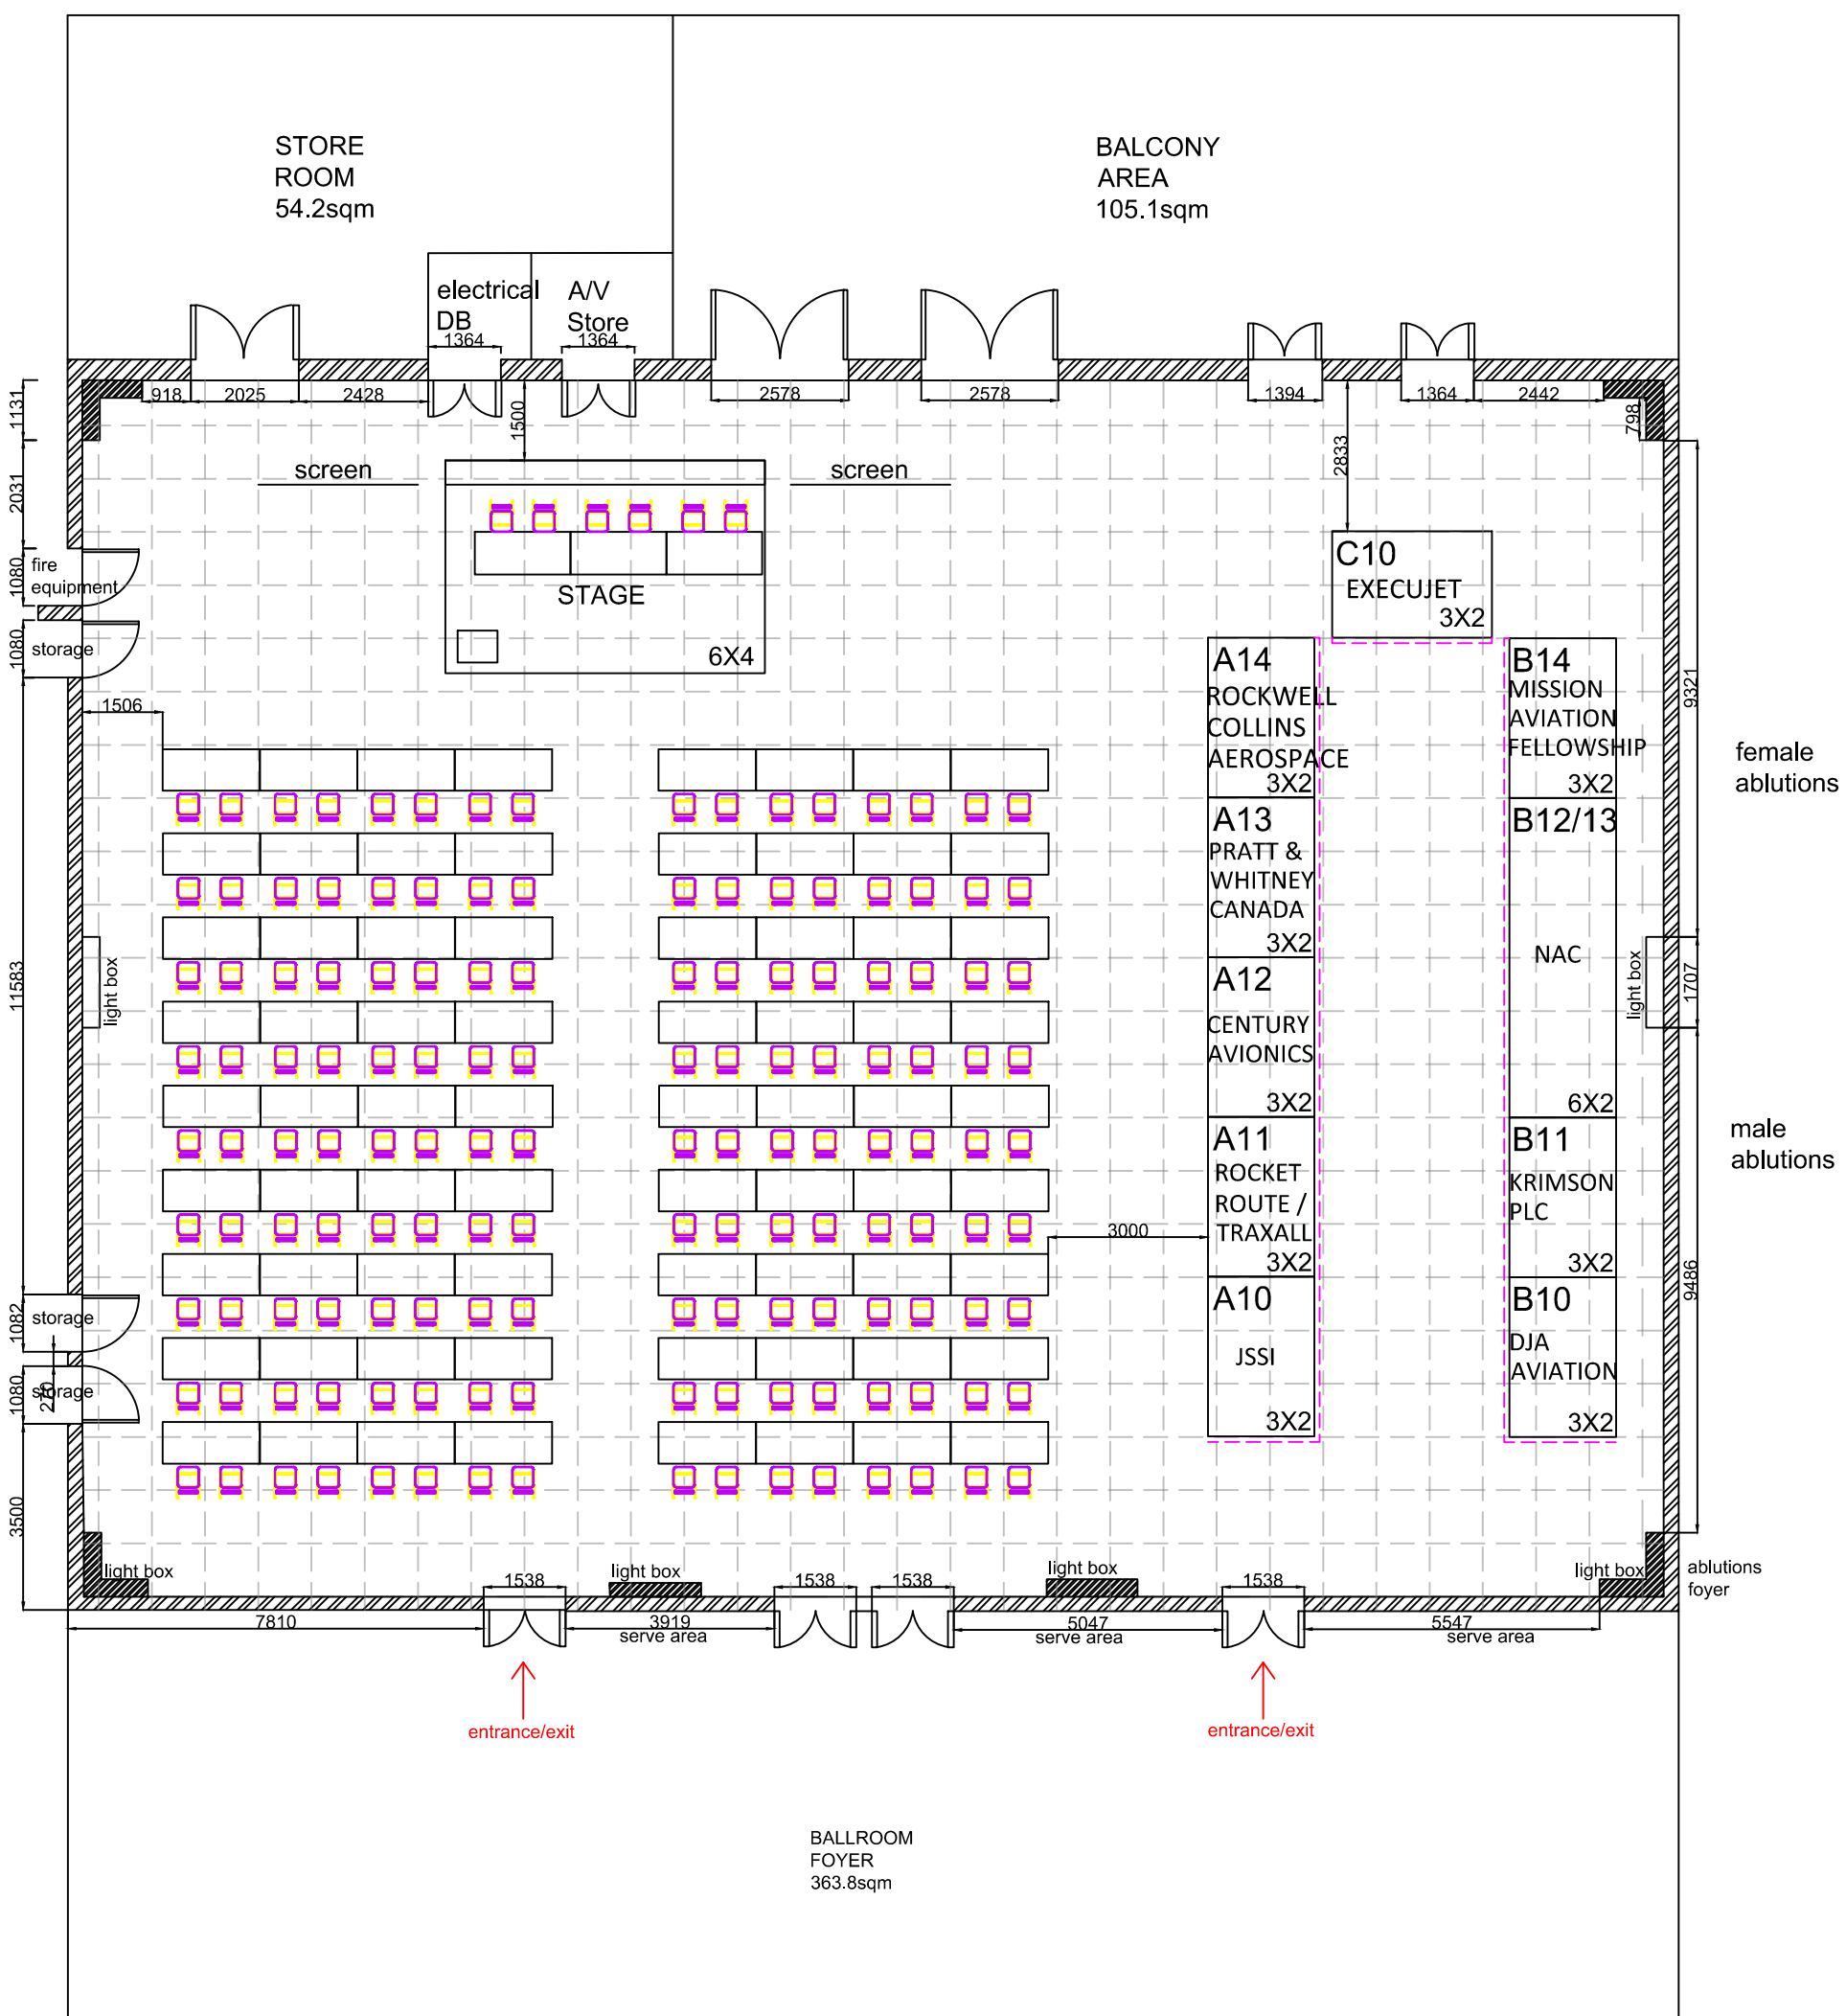 STORE
ROOM
54.2sqm
BALCONY
AREA
105.1sqm
electrical
DB
A/V
Store
1364
1364
918
2025
2428
2578
2578
1394
1364
2442
1131
1500
2833
798
2031
screen
screen
STAGE
6X4
1080
fire
equipment
1080
storage
1506
C10
EXECUJET
3X2
A14
ROCKWELL
COLLINS
AEROSPACE
3X2
B14
MISSION
AVIATION
FELLOWSHIP
3X2
9321
female
ablutions
A13
PRATT &
WHITNEY
CANADA
3X2
B12/13
NAC
6X2
11583
light box
light box
1707
A12
CENTURY
AVIONICS
3X2
male
ablutions
A11
ROCKET
ROUTE /
TRAXALL
3X2
B11
KRIMSON
PLC
3X2
3000
9486
A10
JSSI
3X2
B10
DJA
AVIATION
3X2
1082
storage
1080
storage
270
3500
light box
light box
light box
light box
ablutions
foyer
1538
1538
1538
1538
7810
3919
serve area
5047
serve area
5547
serve area
entrance/exit
entrance/exit
BALLROOM
FOYER
363.8sqm